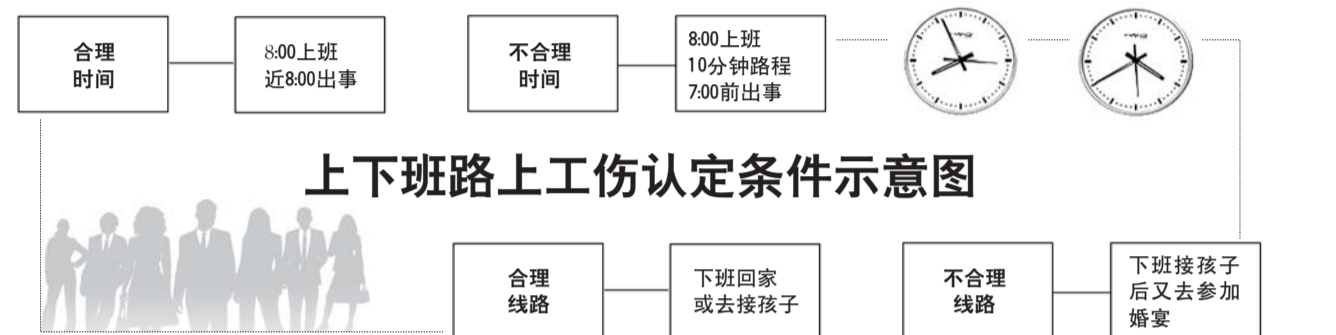 合理
时间
8:00上班
近8:00出事
不合理
时间
8:00上班
10分钟路程
7:00前出事
上下班路上工伤认定条件示意图
合理
线路
下班回家
或去接孩子
不合理
线路
下班接孩子
后又去参加
婚宴